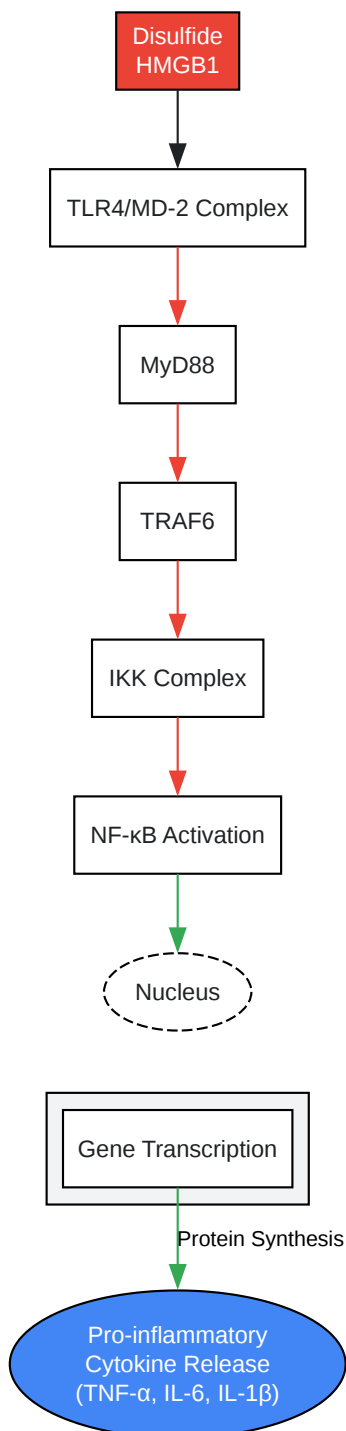 Disulfide
HMGB1
TLR4/MD-2 Complex
MyD88
TRAF6
IKK Complex
NF-κB Activation
Nucleus
Gene Transcription
Protein Synthesis
Pro-inflammatory
Cytokine Release
(TNF-α, IL-6, IL-1β)